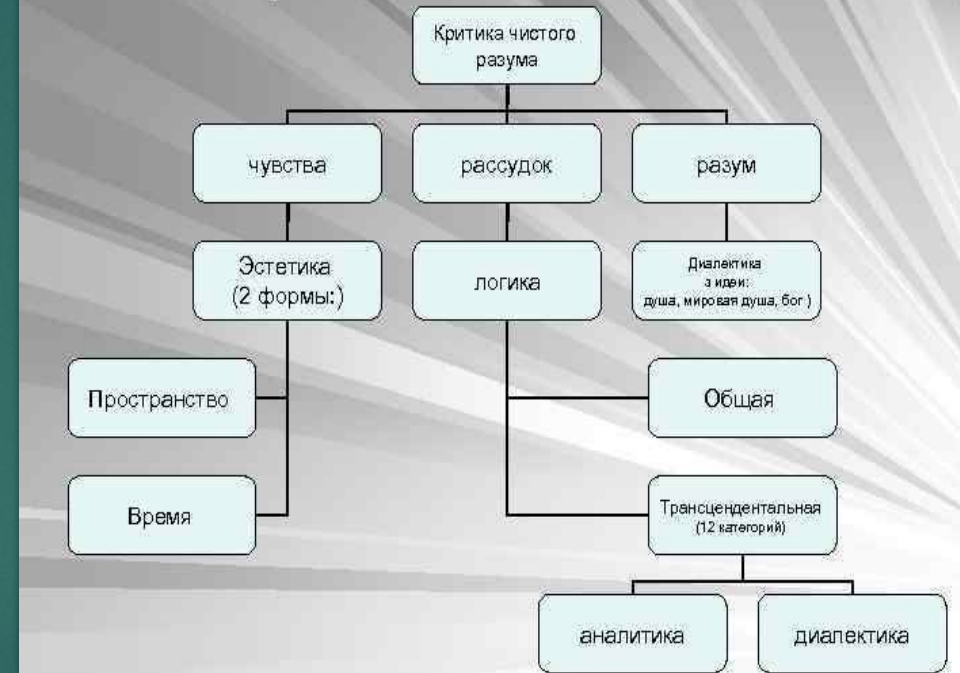 Критика чистого
разума
чувства
рассудок
разум
Эстетика
(2 формы:)
логика
Диалектика
з идеи:
душа, мировая душа, бог )
Пространство
Общая
Время
Трансцендентальная
(12 категорий)
аналитика
диалектика